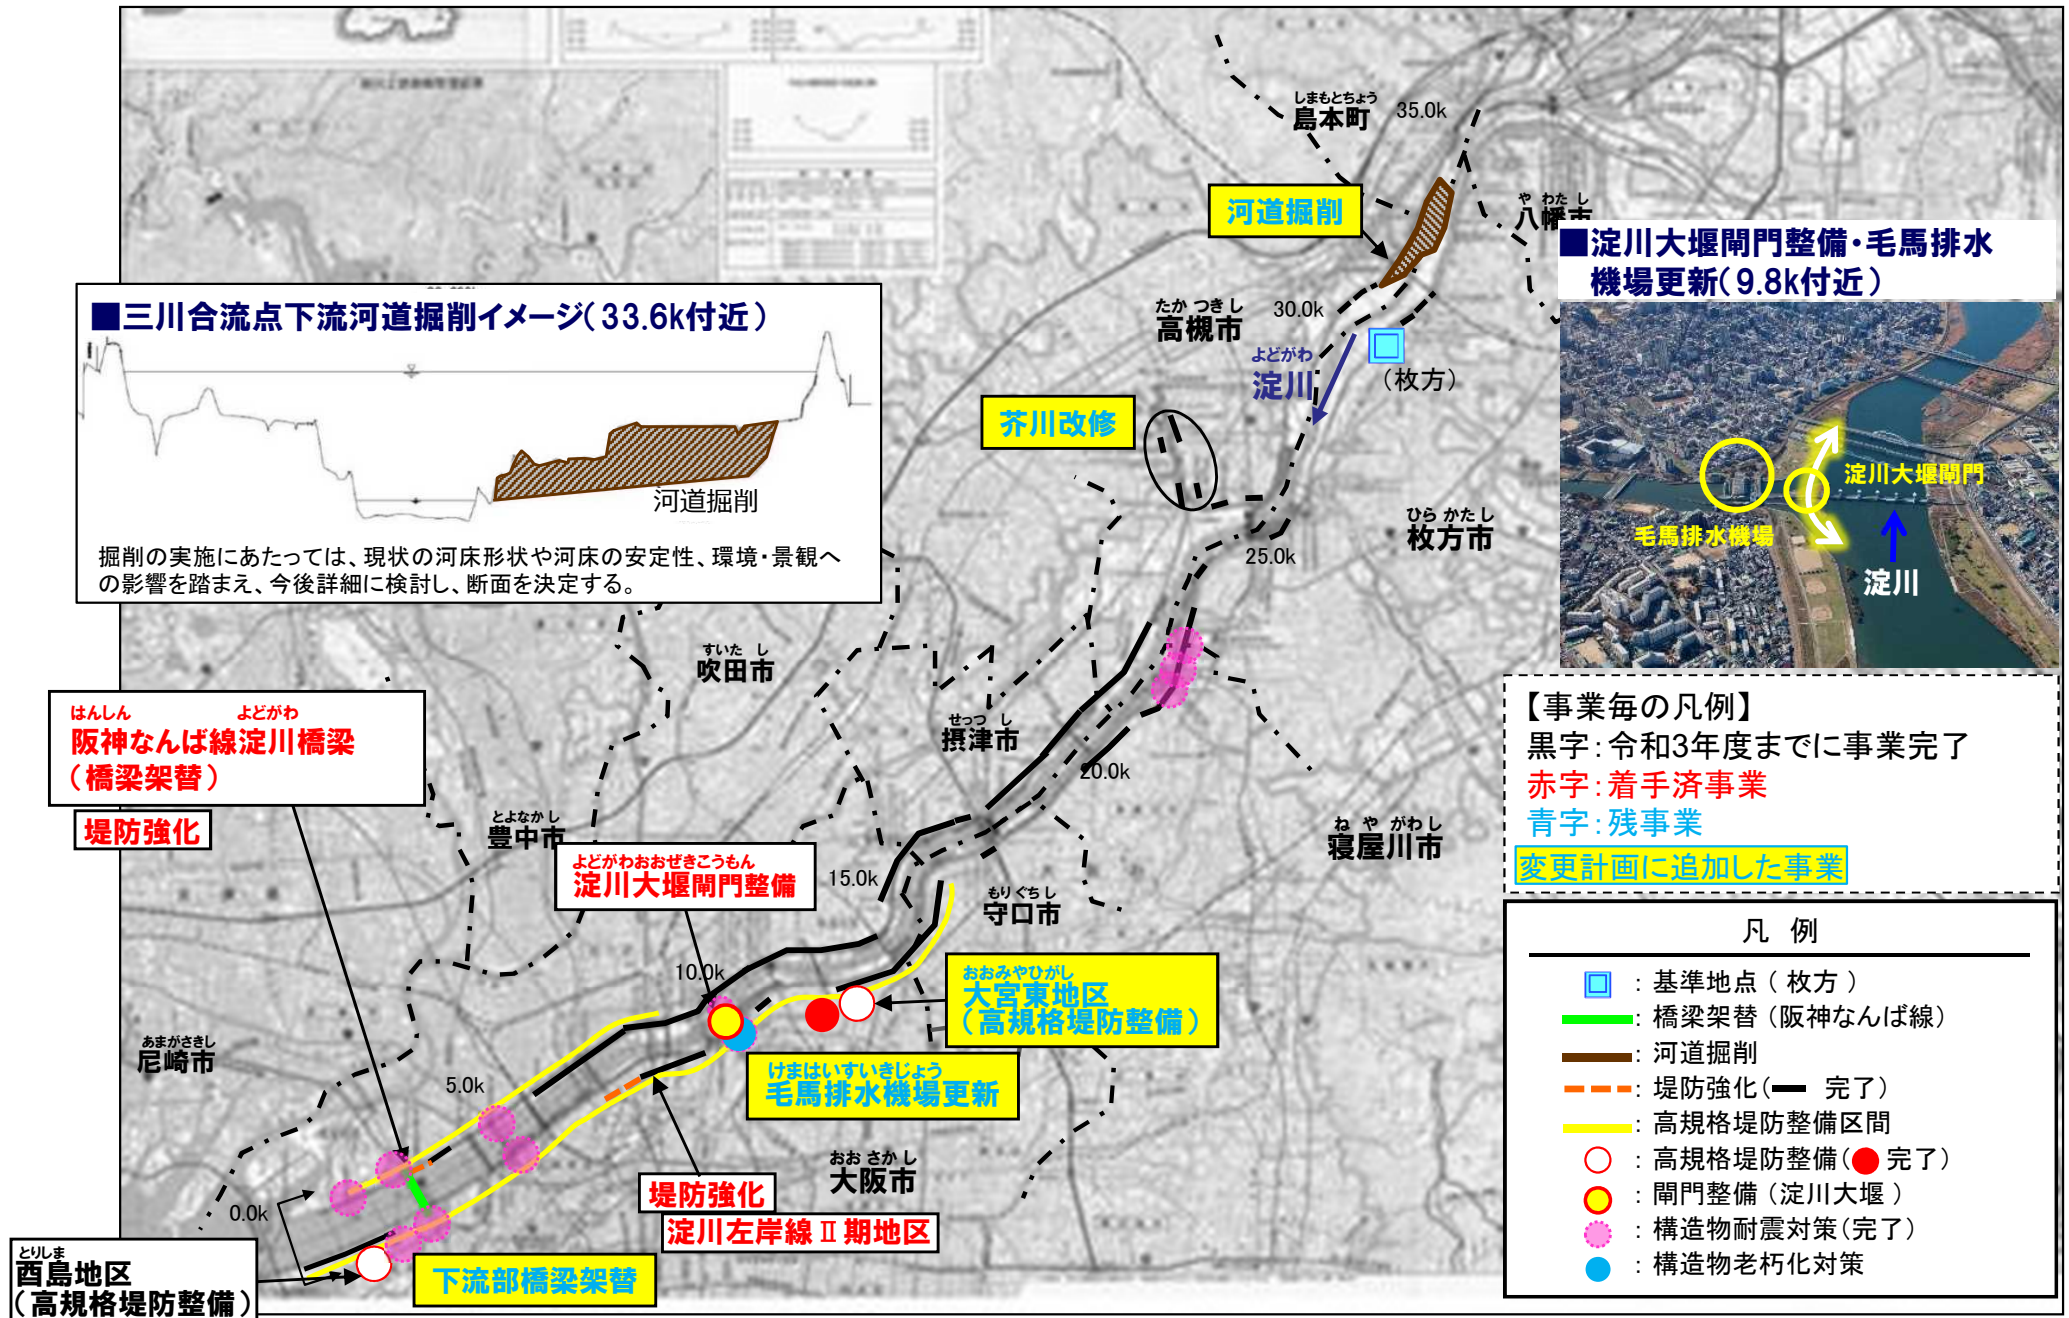 しまもとちょう
島本町
35.0k
河道掘削
や わた し
八幡市
■淀川大堰閘門整備・毛馬排水
機場更新(9.8k付近)
淀川大堰閘門
毛馬排水機場
淀川
■三川合流点下流河道掘削イメージ(33.6k付近)
河道掘削
掘削の実施にあたっては、現状の河床形状や河床の安定性、環境・景観へ
の影響を踏まえ、今後詳細に検討し、断面を決定する。
たか つき し
高槻市
30.0k
よどがわ
淀川
(枚方)
芥川改修
ひら かた し
枚方市
25.0k
すいた し
吹田市
せっつ し
摂津市
20.0k
はんしん よどがわ
阪神なんば線淀川橋梁
(橋梁架替)
堤防強化
とよなか し
豊中市
よどがわおおぜきこうもん
淀川大堰閘門整備
15.0k
もりぐち し
守口市
ね や がわ し
寝屋川市
10.0k
おおみやひがし
大宮東地区
(高規格堤防整備)
あまがさき し
尼崎市
5.0k
けまはいすいきじょう
毛馬排水機場更新
おお さか し
大阪市
堤防強化
淀川左岸線Ⅱ期地区
0.0k
とりしま
酉島地区
(高規格堤防整備)
下流部橋梁架替
【事業毎の凡例】
黒字:令和3年度までに事業完了
赤字:着手済事業
青字:残事業
変更計画に追加した事業
凡 例
:基準地点(枚方)
:橋梁架替(阪神なんば線)
:河道掘削
:堤防強化( 完了)
:高規格堤防整備区間
:高規格堤防整備( 完了)
:閘門整備(淀川大堰)
:構造物耐震対策(完了)
:構造物老朽化対策